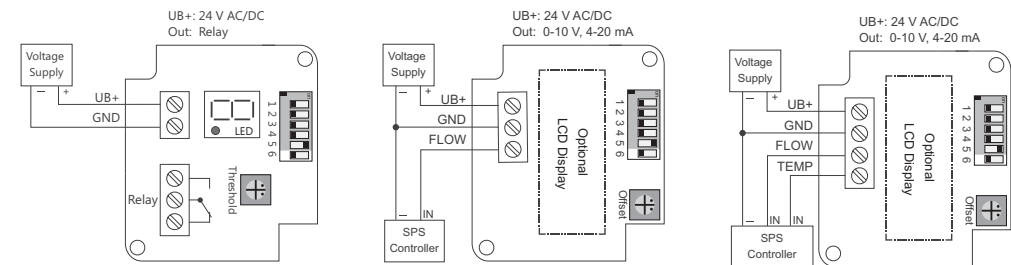 UB+: 24 V AC/DC
Out: Relay
Voltage
Supply
− +
UB+
GND
LED
1 2 3 4 5 6
Relay
Threshold
UB+: 24 V AC/DC
Out: 0-10 V, 4-20 mA
Voltage
Supply
− +
UB+
GND
FLOW
Optional
LCD Display
1 2 3 4 5 6
Offset
− IN
SPS
Controller
UB+: 24 V AC/DC
Out: 0-10 V, 4-20 mA
Voltage
Supply
− +
UB+
GND
FLOW
TEMP
Optional
LCD Display
1 2 3 4 5 6
Offset
− IN IN
SPS
Controller